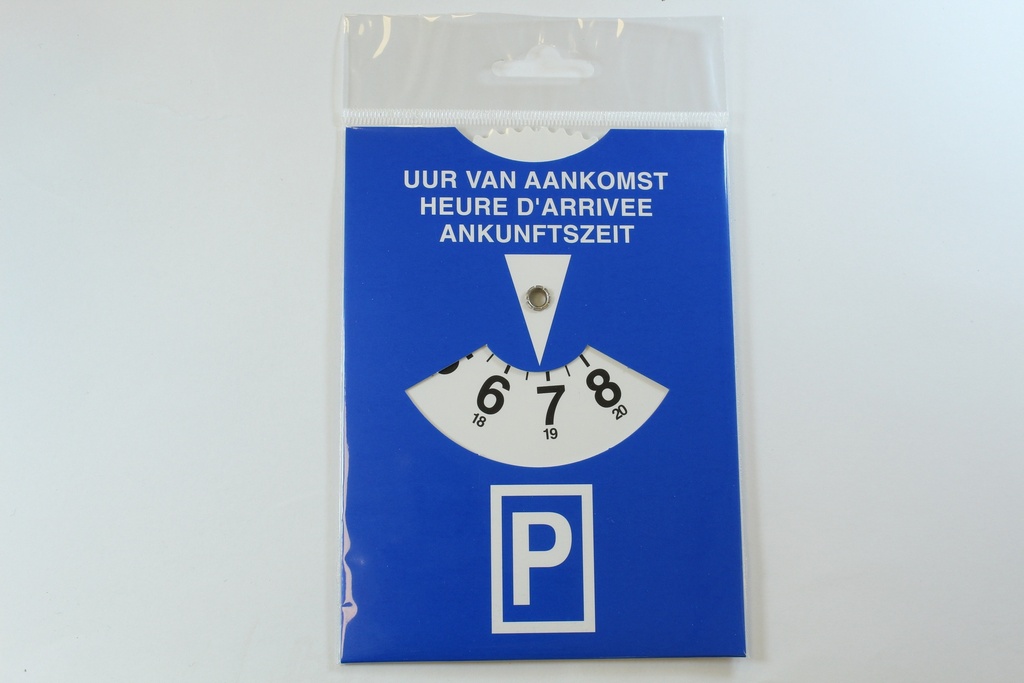 UUR VAN AANKOMST
HEURE D'ARRIVEE
ANKUNFTSZEIT
6 7 8
18 19 20
P